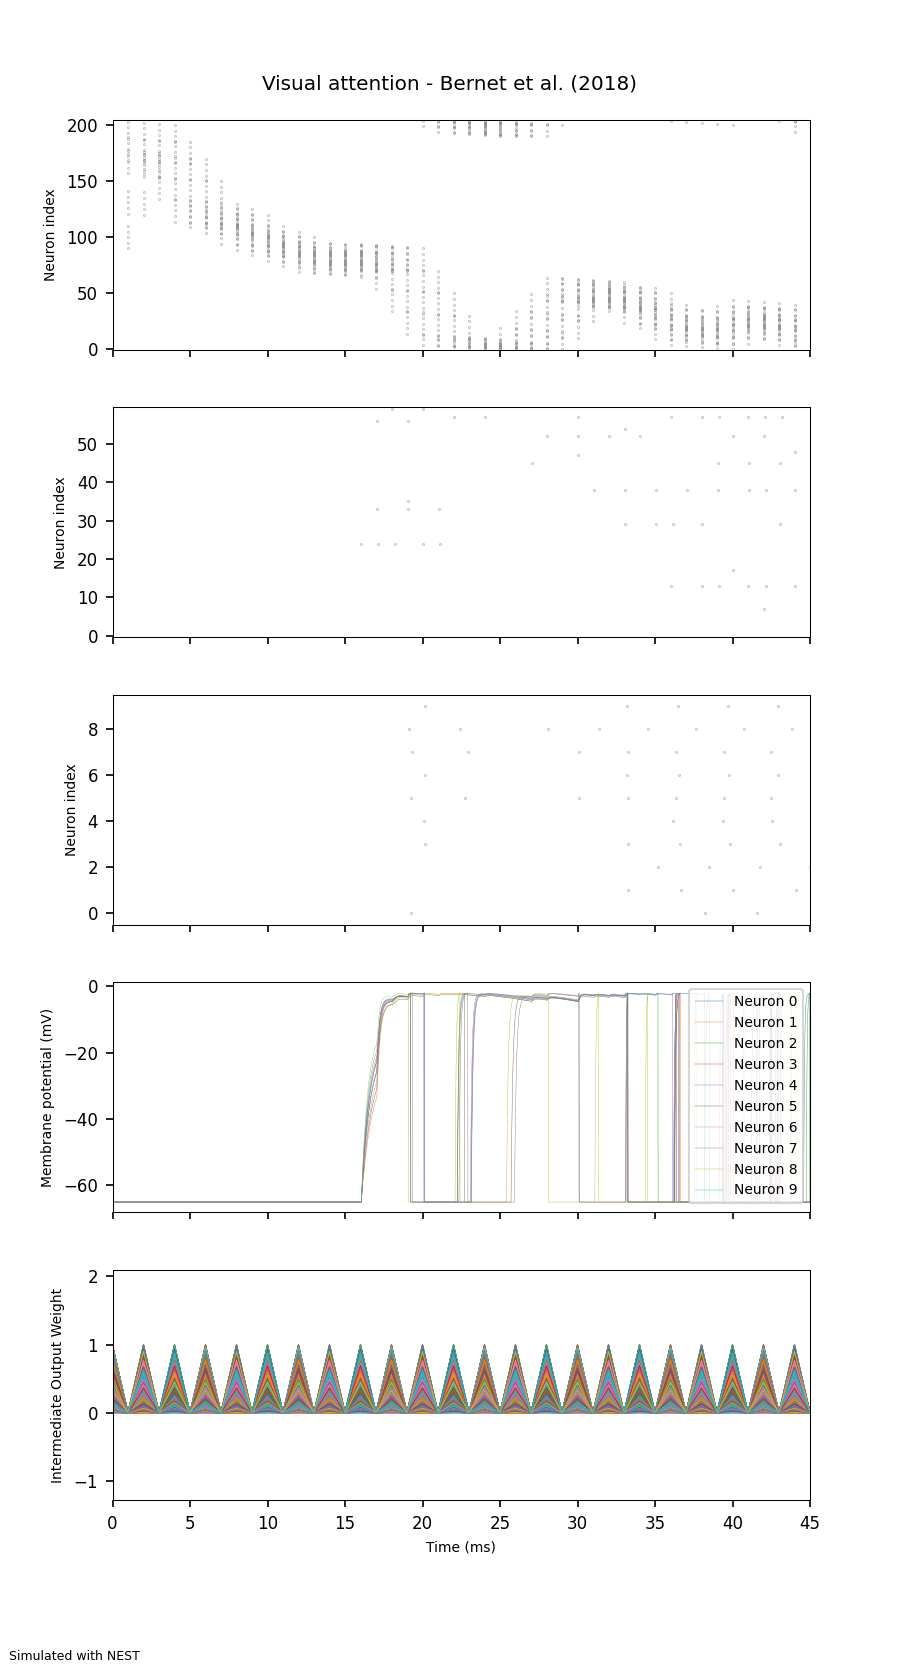 Visual attention - Bernet et al. (2018)
200
150
100
50
0
Neuron index
50
40
30
20
10
0
Neuron index
8
6
4
2
0
Neuron index
0
−20
−40
−60
Membrane potential (mV)
Neuron 0
Neuron 1
Neuron 2
Neuron 3
Neuron 4
Neuron 5
Neuron 6
Neuron 7
Neuron 8
Neuron 9
2
1
0
−1
Intermediate Output Weight
0 5 10 15 20 25 30 35 40 45
Time (ms)
Simulated with NEST